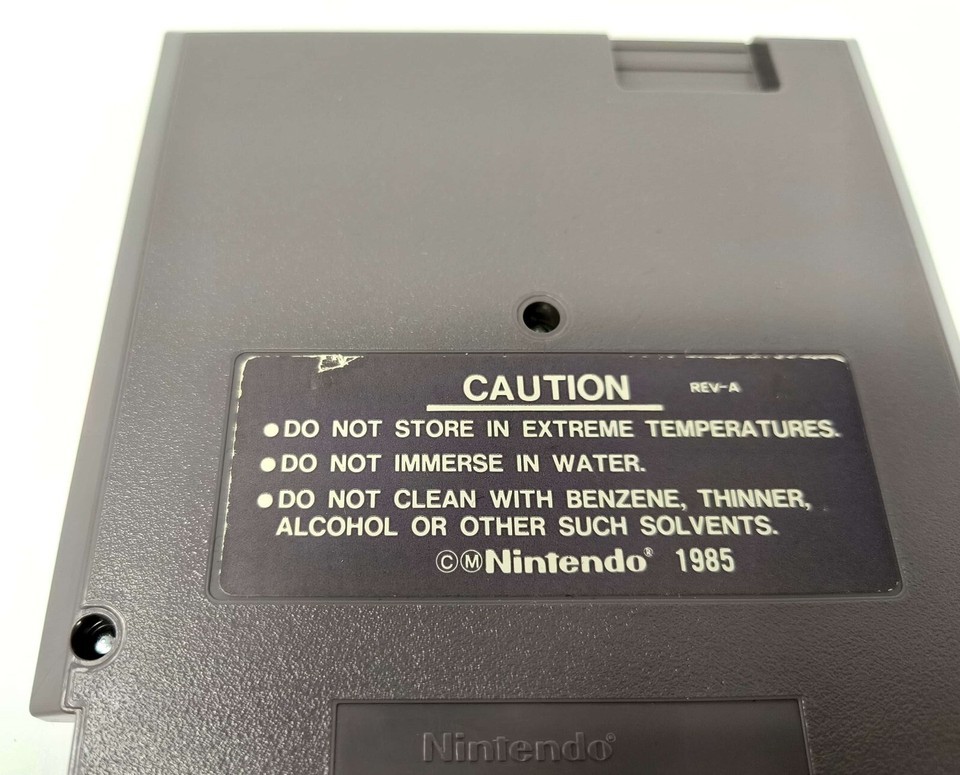 CAUTION REV-A
●DO NOT STORE IN EXTREME TEMPERATURES.
●DO NOT IMMERSE IN WATER.
●DO NOT CLEAN WITH BENZENE, THINNER,
ALCOHOL OR OTHER SUCH SOLVENTS.
©Ⓜ Nintendo® 1985
Nintendo®